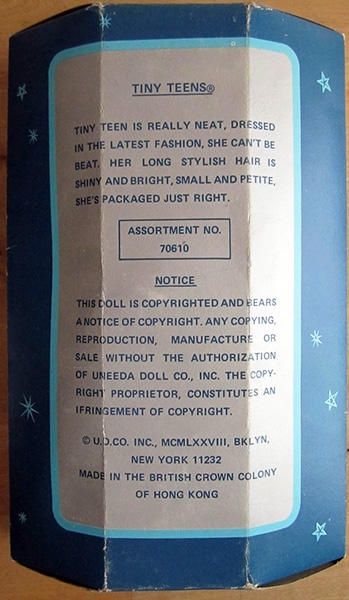 TINY TEENS®
TINY TEEN IS REALLY NEAT, DRESSED
IN THE LATEST FASHION, SHE CAN'T BE
BEAT. HER LONG STYLISH HAIR IS
SHINY AND BRIGHT, SMALL AND PETITE,
SHE'S PACKAGED JUST RIGHT.
ASSORTMENT NO.
70610
NOTICE
THIS DOLL IS COPYRIGHTED AND BEARS
A NOTICE OF COPYRIGHT. ANY COPYING,
REPRODUCTION, MANUFACTURE OR
SALE WITHOUT THE AUTHORIZATION
OF UNEEDA DOLL CO., INC. THE COPY-
RIGHT PROPRIETOR, CONSTITUTES AN
IFRINGEMENT OF COPYRIGHT.
© U.D.CO. INC., MCMLXXVIII, BKLYN,
NEW YORK 11232
MADE IN THE BRITISH CROWN COLONY
OF HONG KONG